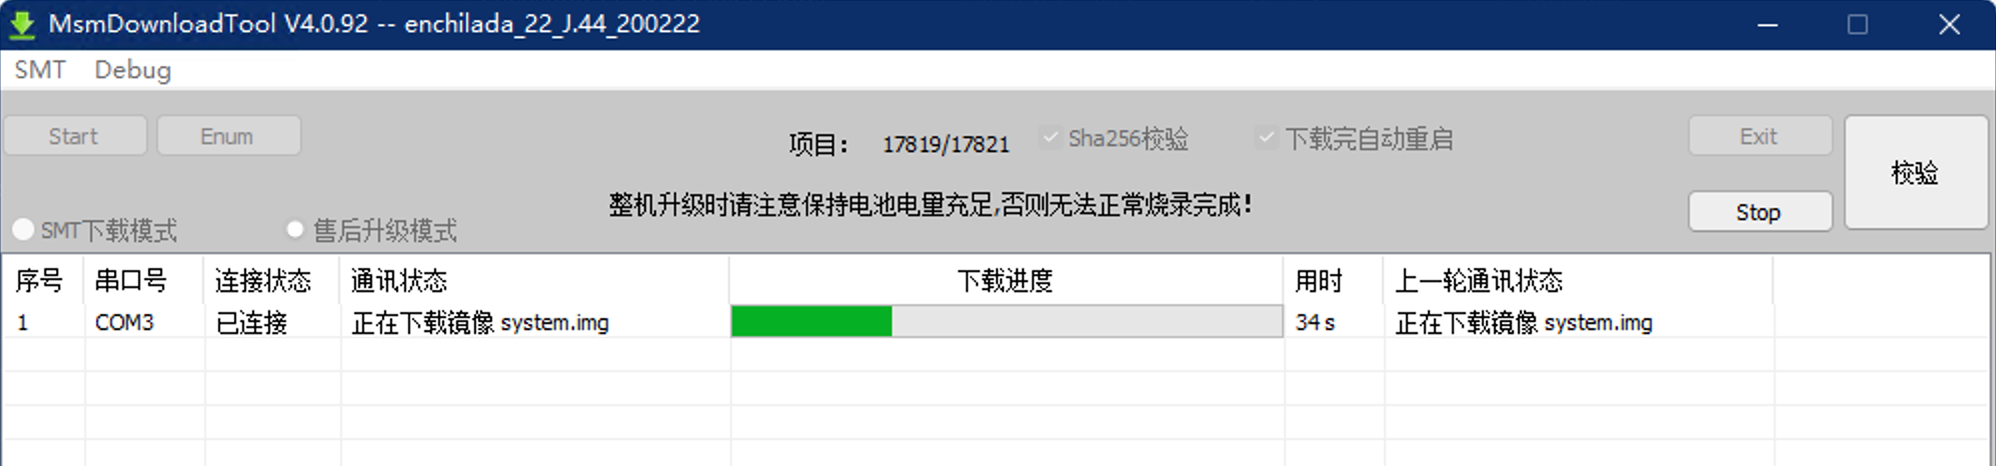 MsmDownloadTool V4.0.92 -- enchilada_22_J.44_200222
SMT Debug
Start Enum 项目： 17819/17821 Sha256校验 下载完自动重启 Exit 校验
整机升级时请注意保持电池电量充足,否则无法正常烧录完成!
Stop
SMT下载模式 售后升级模式
序号 串口号 连接状态 通讯状态 下载进度 用时 上一轮通讯状态
1 COM3 已连接 正在下载镜像 system.img 34 s 正在下载镜像 system.img